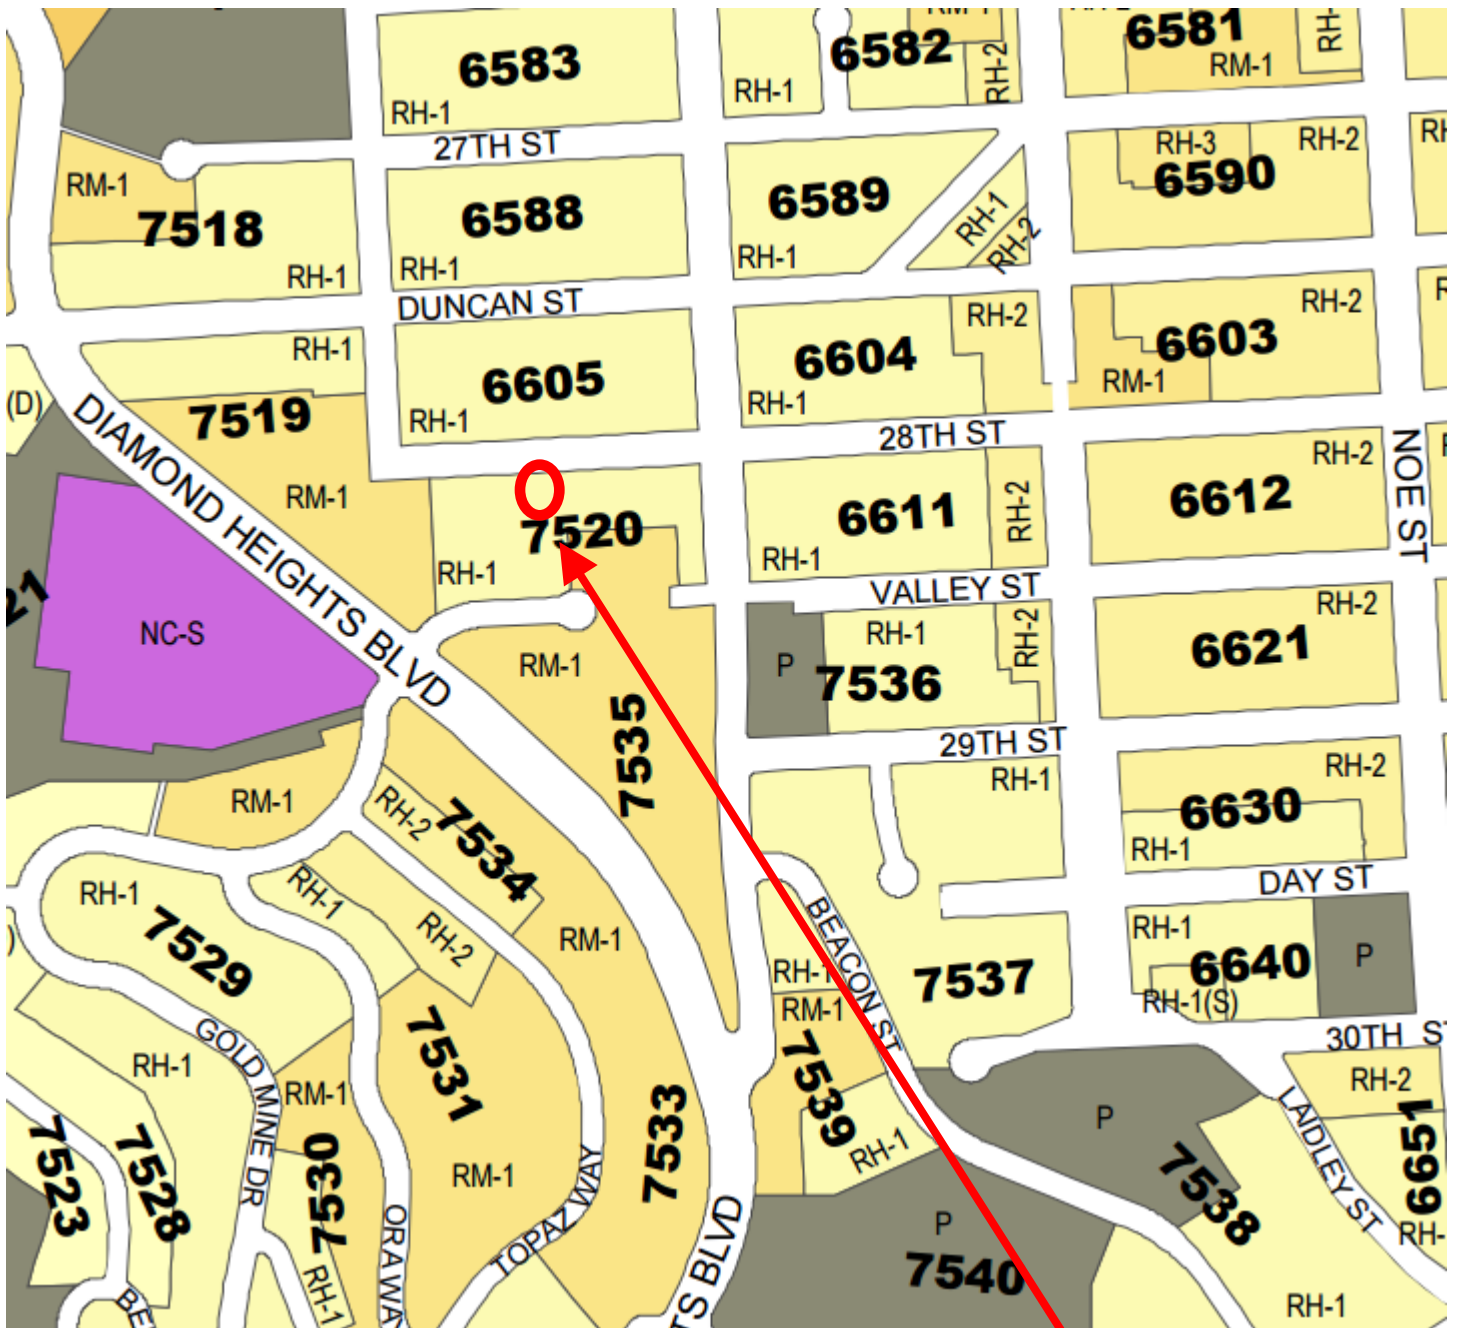 6583
RH-1
6582
RH-1
RH-2
6581
RM-1
27TH ST
RM-1
7518
RH-1
6588
RH-1
6589
RH-1
RH-1
RH-2
RH-3
RH-2
6590
DUNCAN ST
RH-1
6605
RH-1
6604
RH-2
RH-1
RH-2
6603
RM-1
(D)
7519
RM-1
DIAMOND HEIGHTS BLVD
28TH ST
NOE ST
7520
RH-1
6611
RH-1
RH-2
RH-2
6612
NC-S
VALLEY ST
RM-1
7535
P
RH-1
7536
RH-2
RH-2
6621
29TH ST
RH-1
RH-2
6630
RH-1
RM-1
RH-2
7534
DAY ST
RH-1
7529
RH-1
RH-2
RM-1
BEACON ST
RH-1
RM-1
7537
RH-1
6640
RH-1(S)
P
30TH ST
GOLD MINE DR
RH-1
7531
RM-1
7539
RH-1
P
RH-2
LAIDLEY ST
6651
7523
7528
7530
RM-1
7533
ORA WAY
TOPAZ WAY
RH-1
7538
P
7540
RH-1